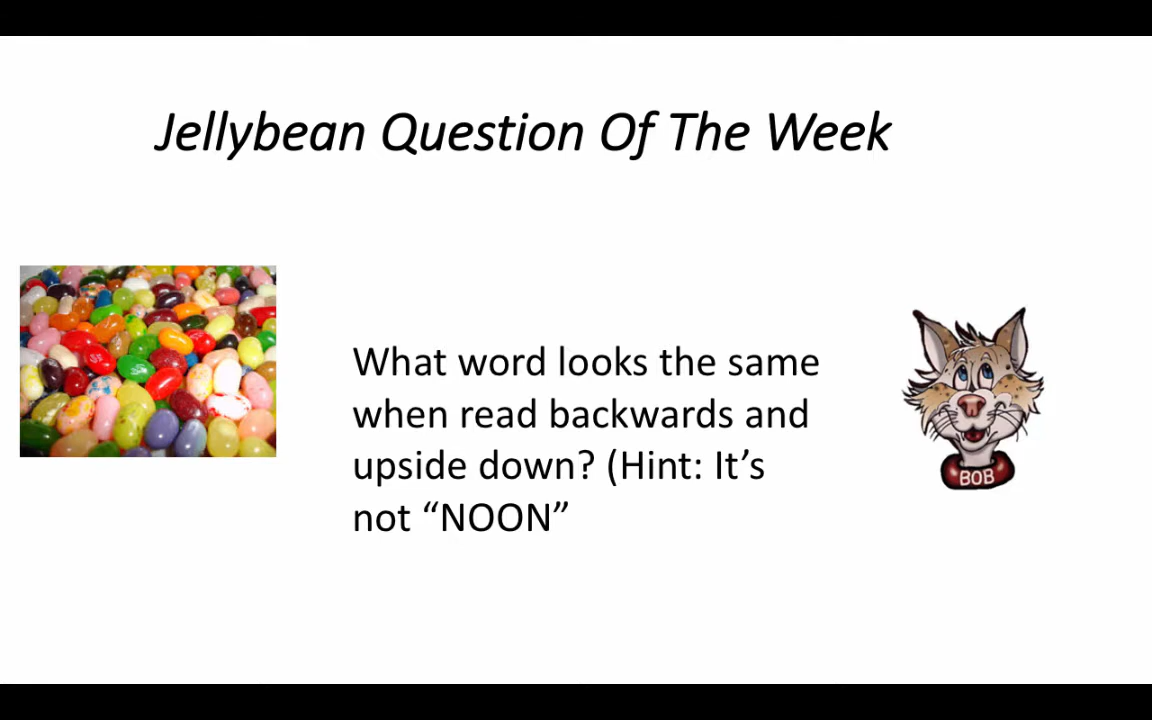 Jellybean Question Of The Week
What word looks the same
when read backwards and
upside down? (Hint: It’s
not “NOON”
BOB